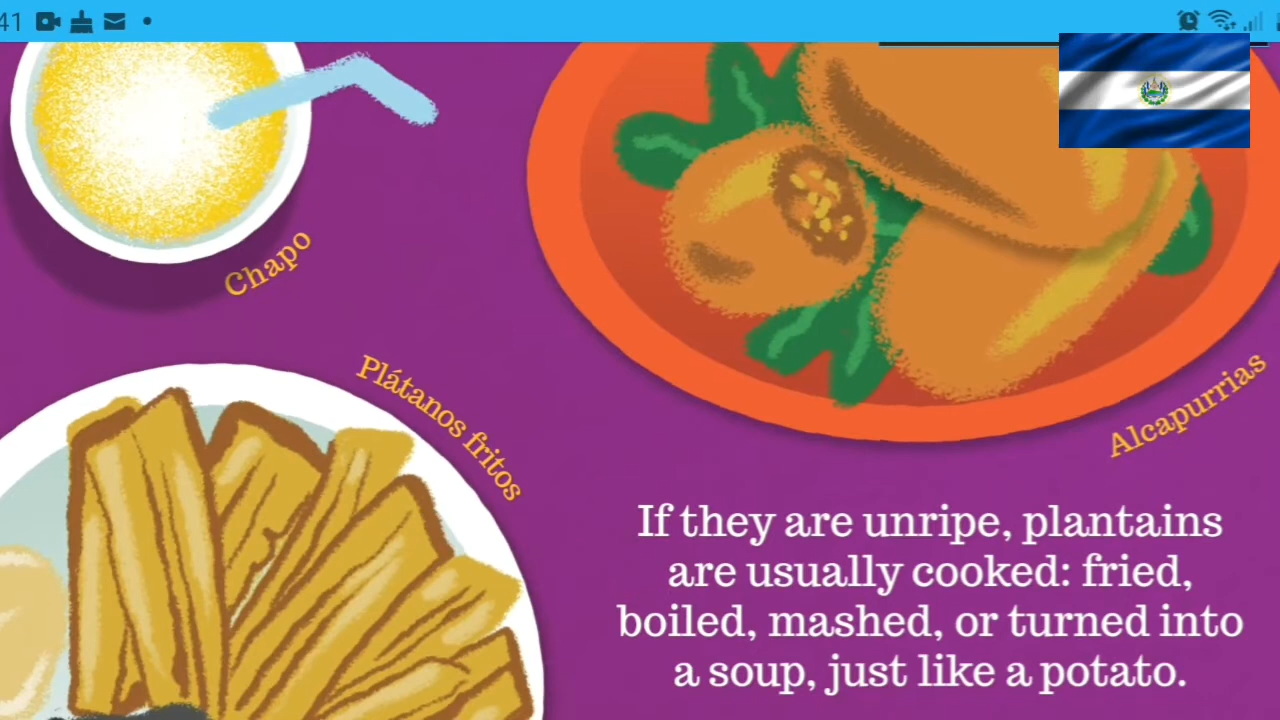 41
Chapo
Plátanos fritos
Alcapurrias
If they are unripe, plantains
are usually cooked: fried,
boiled, mashed, or turned into
a soup, just like a potato.